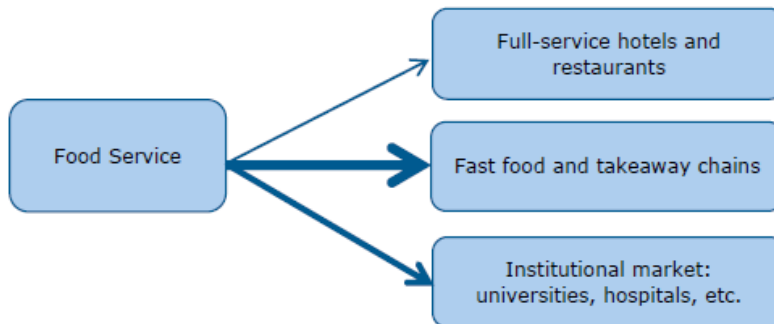 Full-service hotels and
restaurants
Food Service
Fast food and takeaway chains
Institutional market:
universities, hospitals, etc.